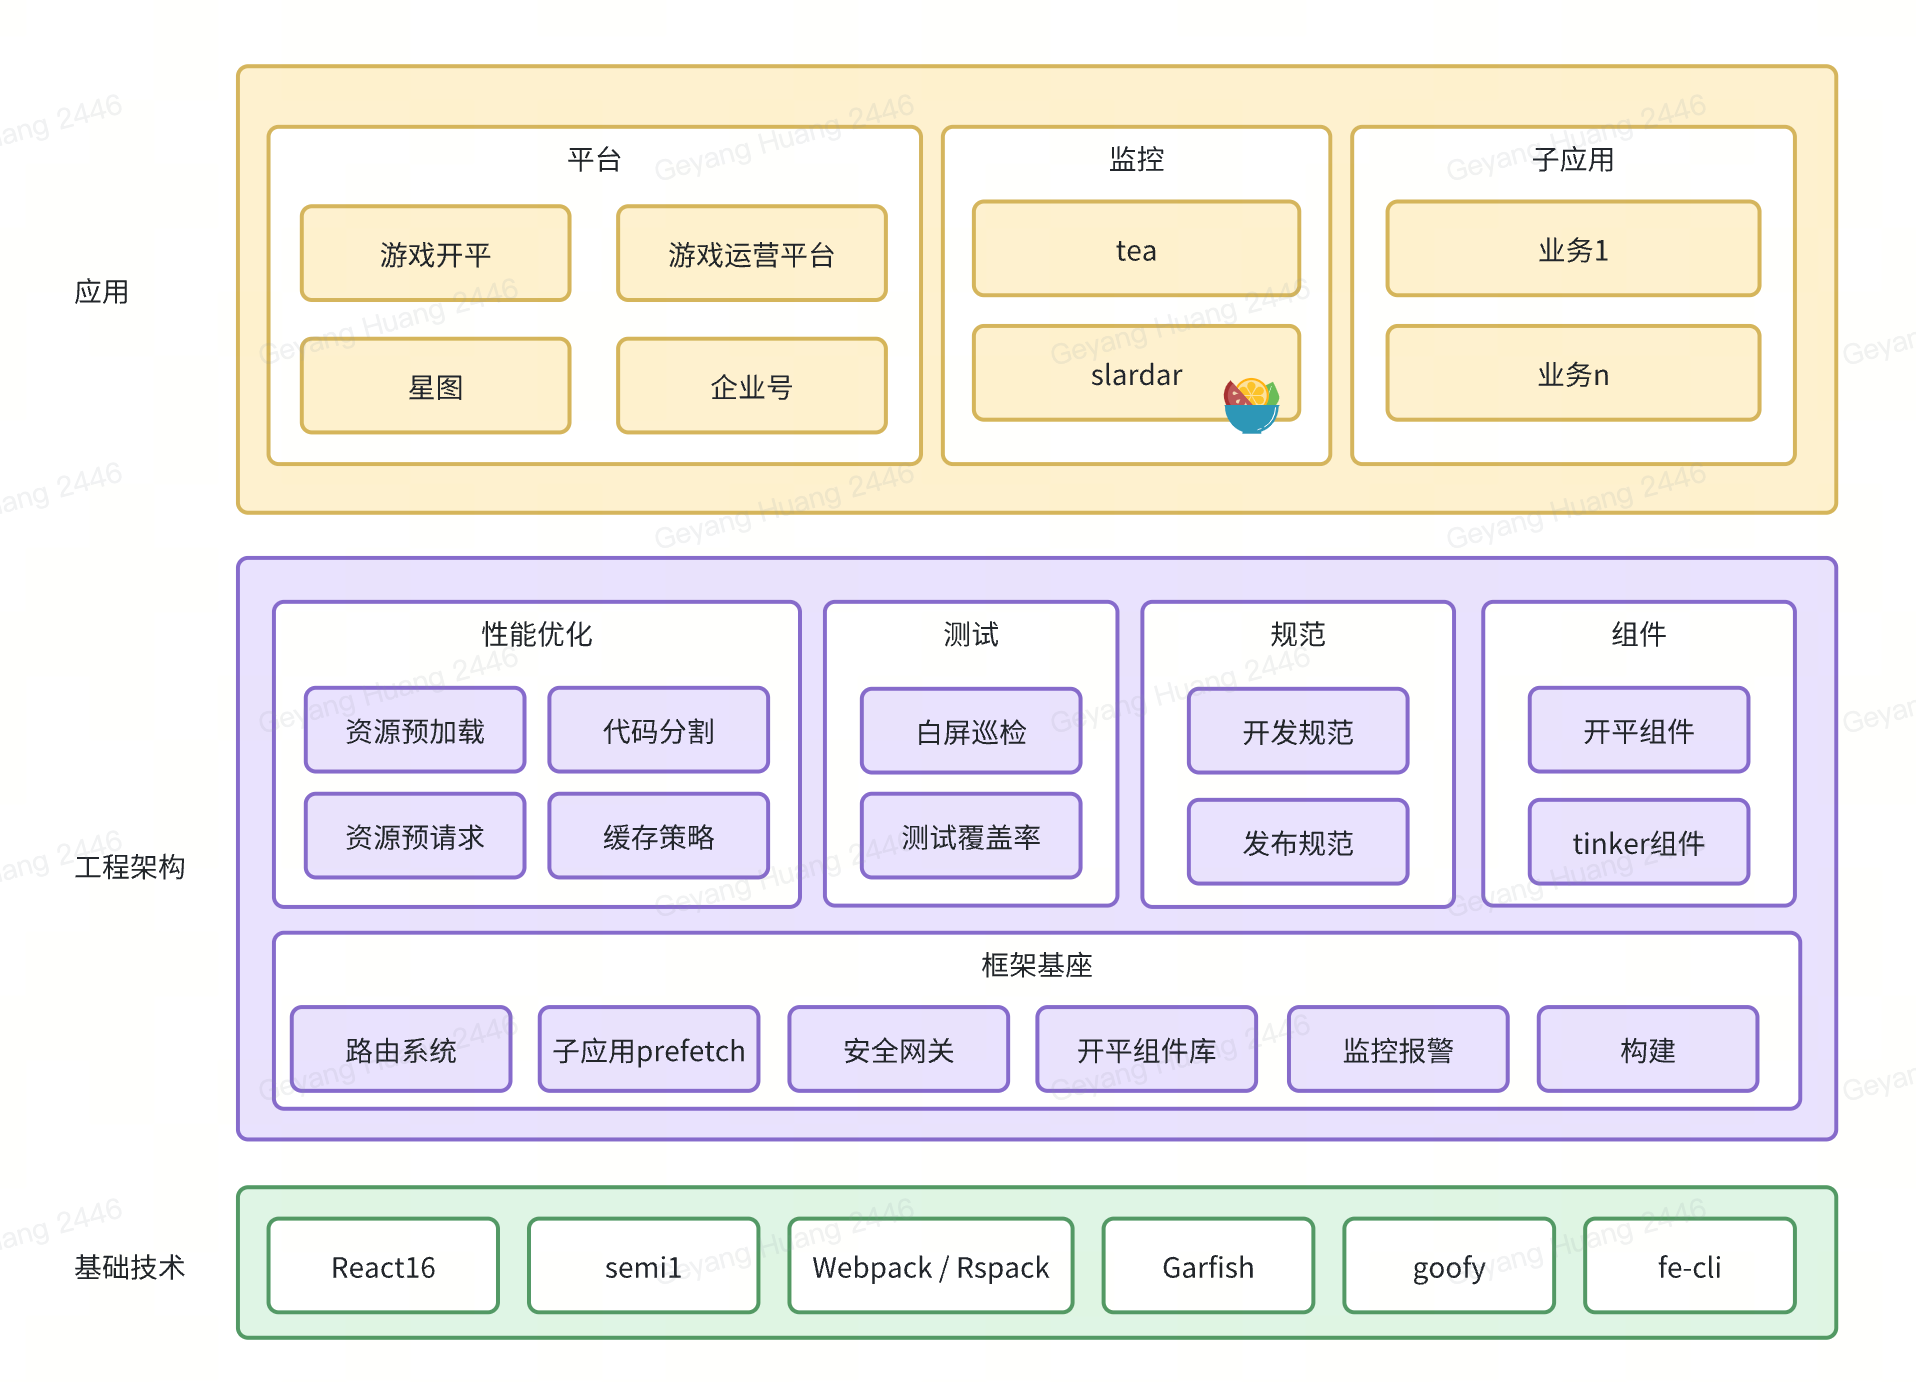 应用
平台
游戏开平
游戏运营平台
星图
企业号
监控
tea
slardar
子应用
业务1
业务n
工程架构
性能优化
资源预加载
代码分割
资源预请求
缓存策略
测试
白屏巡检
测试覆盖率
规范
开发规范
发布规范
组件
开平组件
tinker组件
框架基座
路由系统
子应用prefetch
安全网关
开平组件库
监控报警
构建
基础技术
React16
semi1
Webpack / Rspack
Garfish
goofy
fe-cli
Geyang Huang 2446